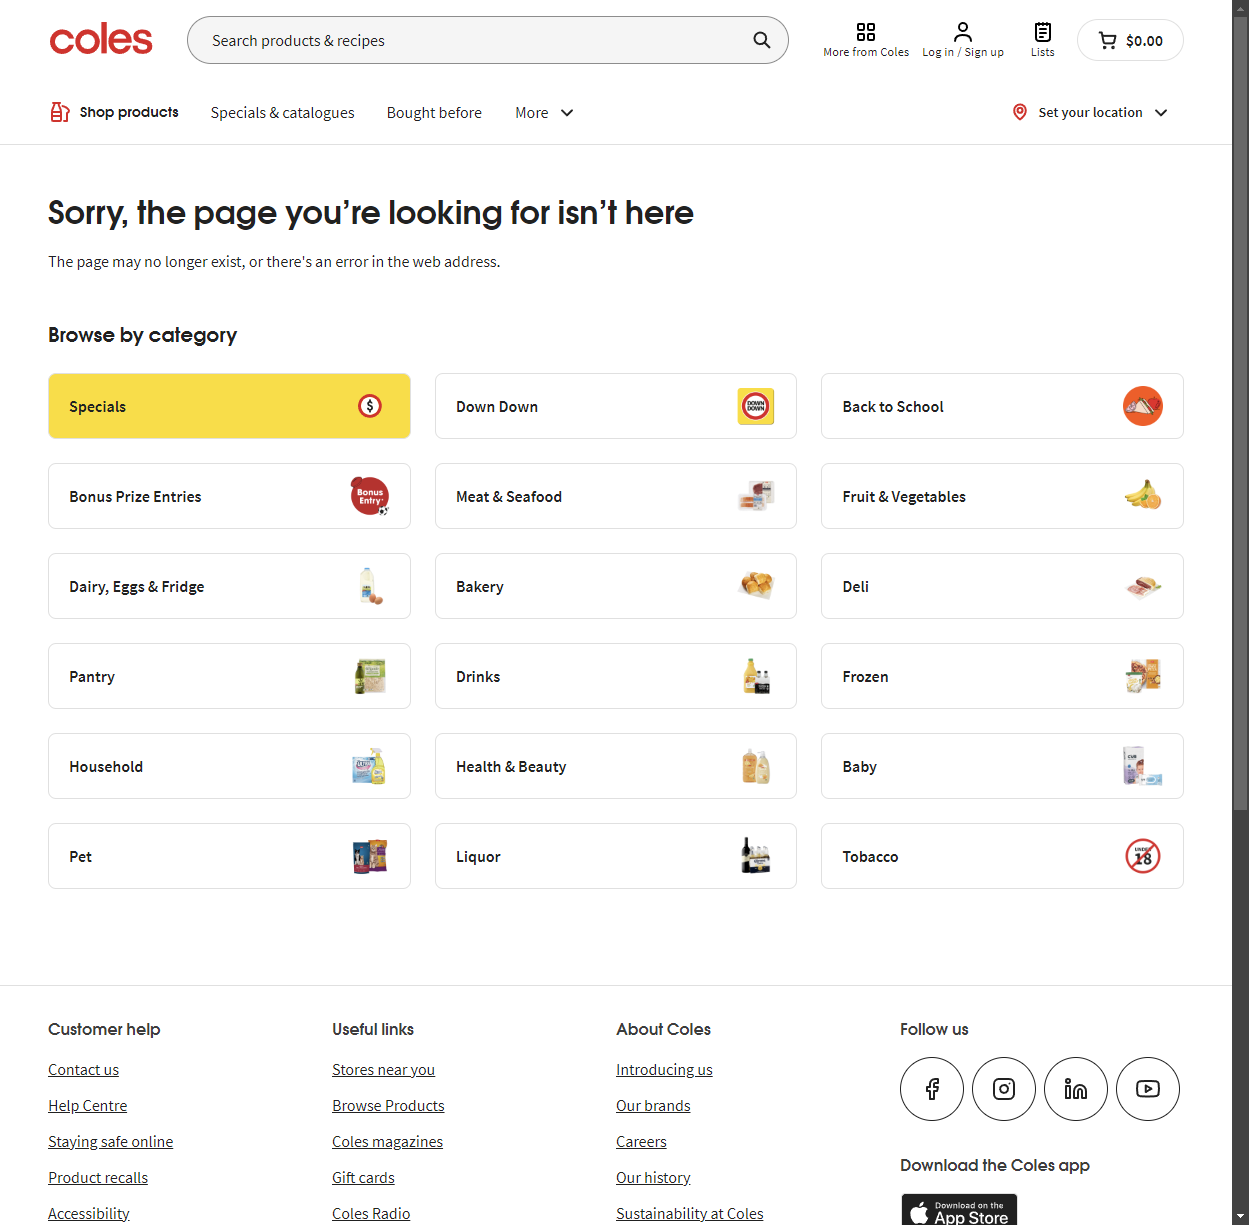 coles
Search products & recipes
More from Coles
Log in / Sign up
Lists
$0.00
Shop products
Specials & catalogues
Bought before
More
Set your location
Sorry, the page you’re looking for isn’t here
The page may no longer exist, or there's an error in the web address.
Browse by category
Specials
$
Down Down
DOWN
DOWN
Back to School
Bonus Prize Entries
Bonus
Entry
Meat & Seafood
Fruit & Vegetables
Dairy, Eggs & Fridge
Bakery
Deli
Pantry
Drinks
Frozen
Household
Health & Beauty
Baby
Pet
Liquor
Tobacco
UNDER
18
Customer help
Useful links
About Coles
Follow us
Contact us
Stores near you
Introducing us
Help Centre
Browse Products
Our brands
Staying safe online
Coles magazines
Careers
Product recalls
Gift cards
Our history
Download the Coles app
Accessibility
Coles Radio
Sustainability at Coles
Download on the
App Store